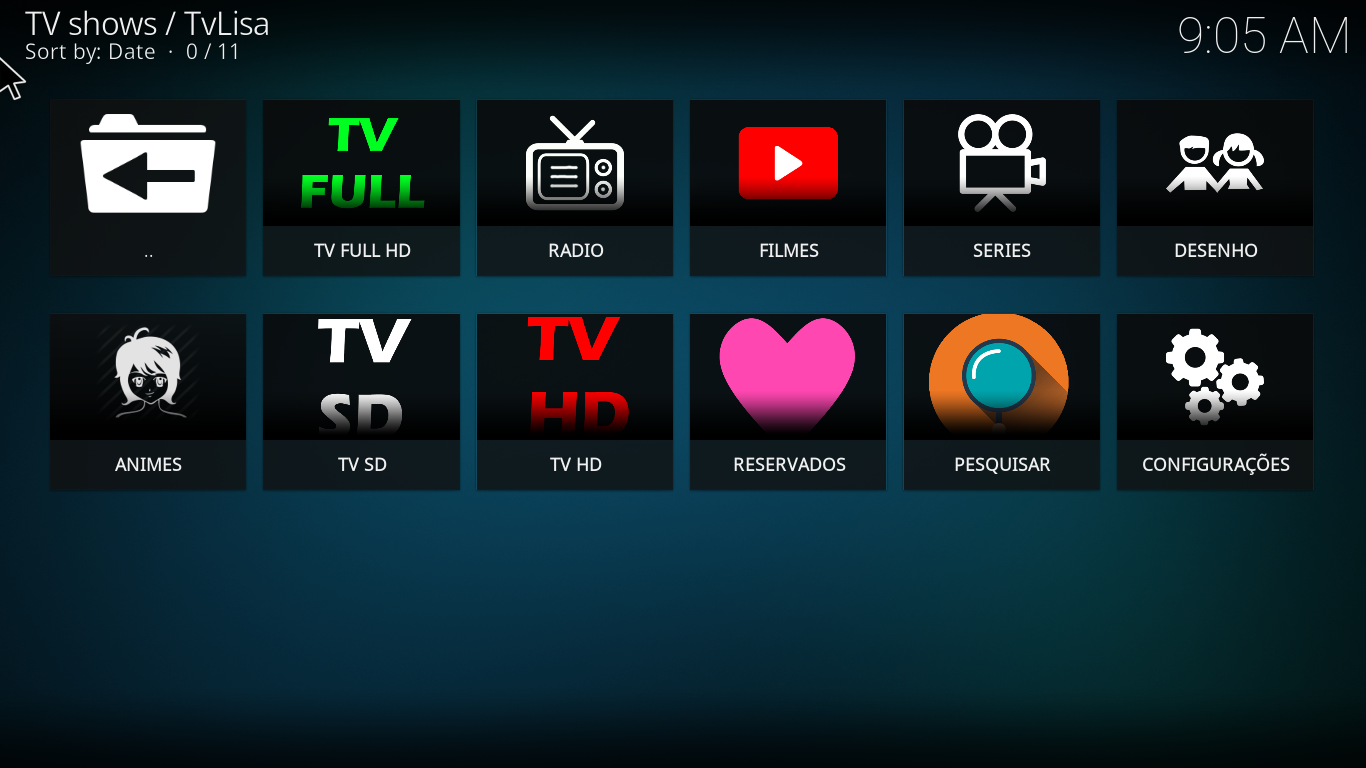 TV shows / TvLisa
Sort by: Date · 0 / 11
9:05 AM
TV
FULL
..
TV FULL HD
RADIO
FILMES
SERIES
DESENHO
TV
SD
TV
HD
ANIMES
TV SD
TV HD
RESERVADOS
PESQUISAR
CONFIGURAÇÕES